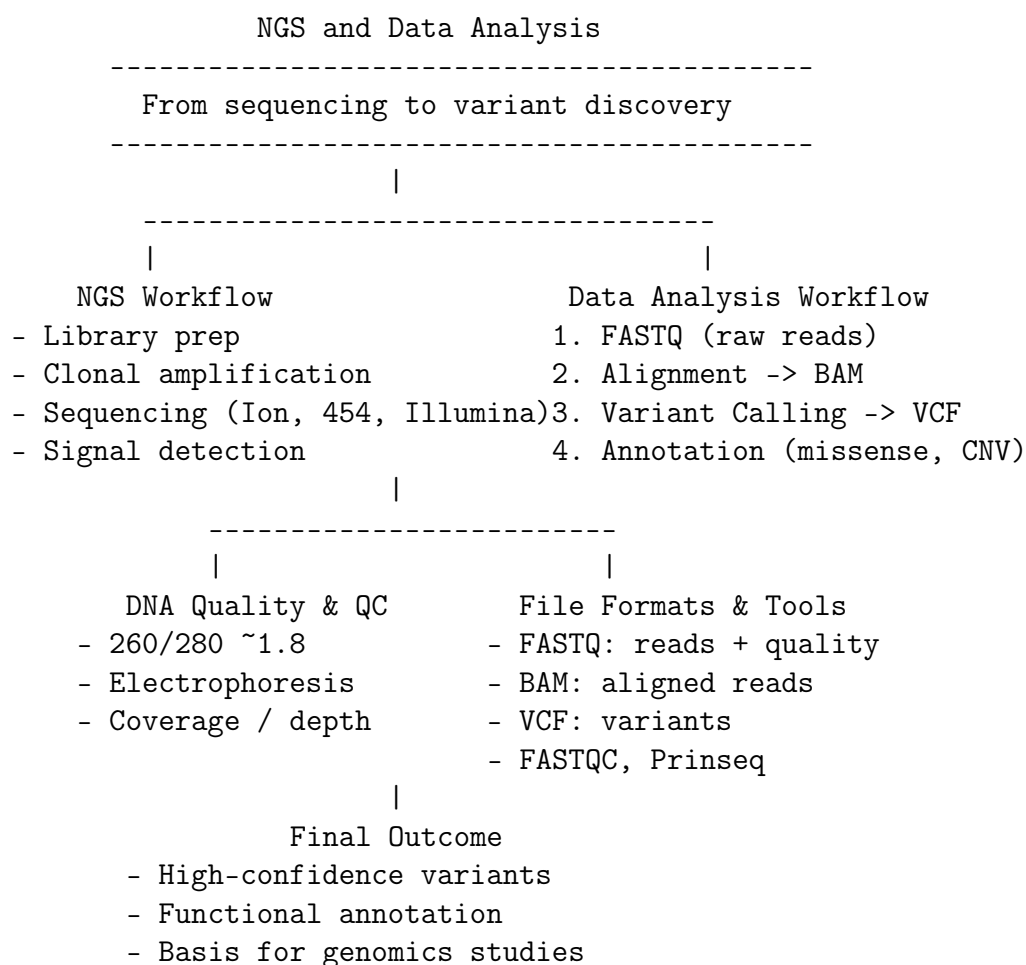 NGS and Data Analysis
-------------------------------------------
From sequencing to variant discovery
-------------------------------------------
|
-----------------------------------
| |
NGS Workflow Data Analysis Workflow
- Library prep 1. FASTQ (raw reads)
- Clonal amplification 2. Alignment -> BAM
- Sequencing (Ion, 454, Illumina)3. Variant Calling -> VCF
- Signal detection 4. Annotation (missense, CNV)
|
-------------------------
| |
DNA Quality & QC File Formats & Tools
- 260/280 ~1.8 - FASTQ: reads + quality
- Electrophoresis - BAM: aligned reads
- Coverage / depth - VCF: variants
- FASTQC, Prinseq
|
Final Outcome
- High-confidence variants
- Functional annotation
- Basis for genomics studies